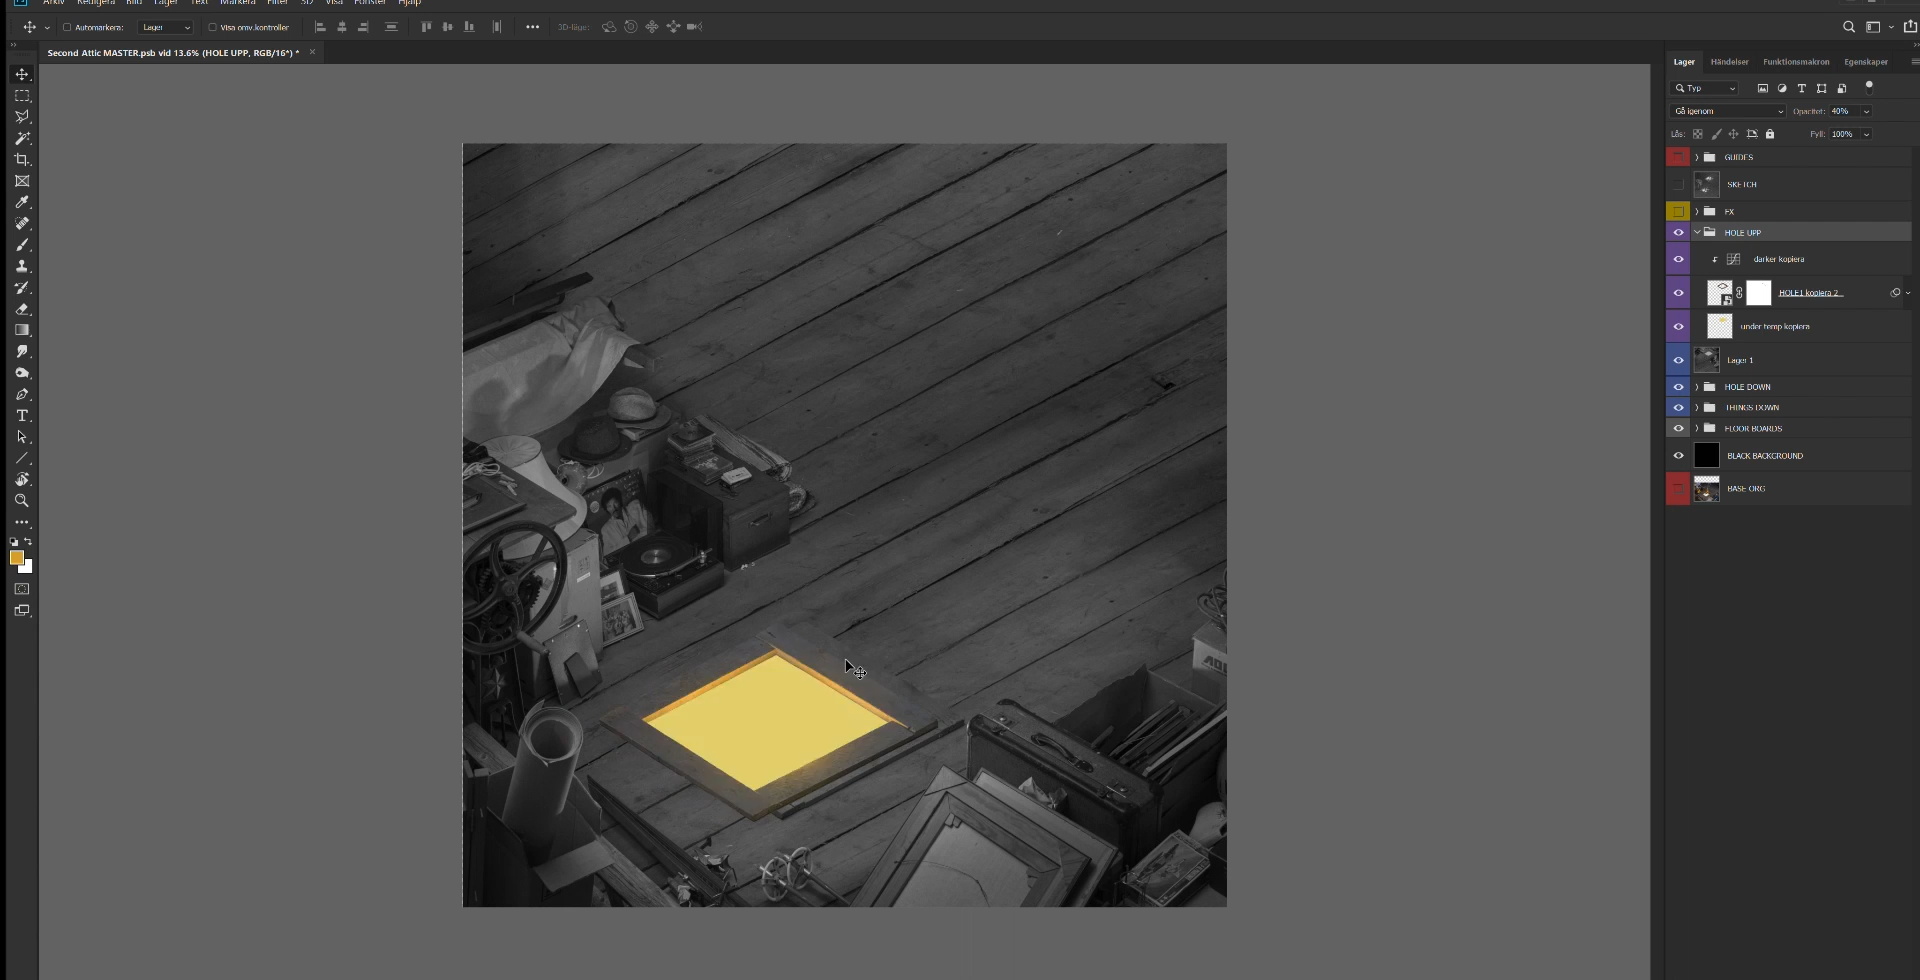 Arkiv Redigera Bild Lager Text Markera Filter 3D Visa Fönster Hjälp
Automarkera: Lager Visa omv.kontroller 3D-läge:
Second Attic MASTER.psb vid 13.6% (HOLE UPP, RGB/16*) *
Lager Händelser Funktionsmakron Egenskaper
Typ
Gå igenom Opacitet: 40%
Lås: Fyll: 100%
GUIDES
SKETCH
FX
HOLE UPP
darker kopiera
HOLE1 kopiera 2
under temp kopiera
Lager 1
HOLE DOWN
THINGS DOWN
FLOOR BOARDS
BLACK BACKGROUND
BASE ORG